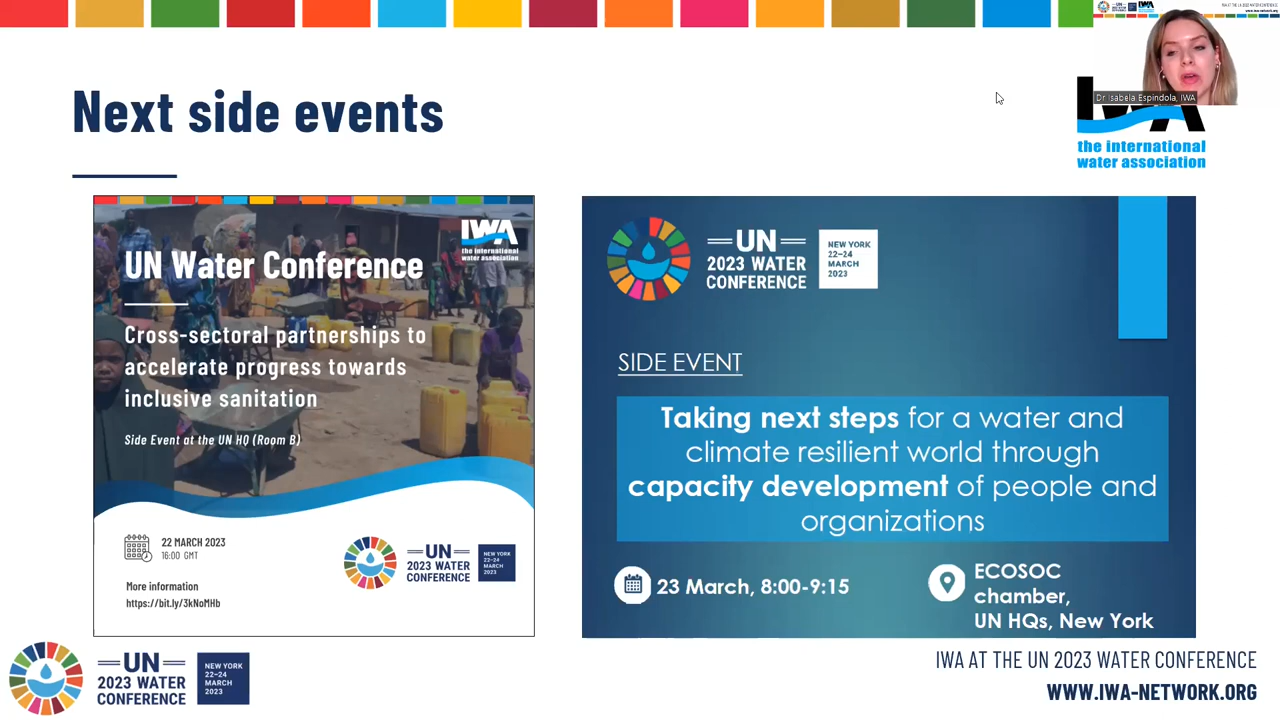 Next side events
Dr Isabela Espindola, IWA
IWA
the international
water association
IWA
the international
water association
UN Water Conference
Cross-sectoral partnerships to
accelerate progress towards
inclusive sanitation
Side Event at the UN HQ (Room B)
22 MARCH 2023
16:00 GMT
More information
https://bit.ly/3kNoMHb
UN
2023 WATER
CONFERENCE
NEW YORK
22-24
MARCH
2023
UN
2023 WATER
CONFERENCE
NEW YORK
22–24
MARCH
2023
SIDE EVENT
Taking next steps for a water and
climate resilient world through
capacity development of people and
organizations
23 March, 8:00-9:15
ECOSOC
chamber,
UN HQs, New York
UN
2023 WATER
CONFERENCE
NEW YORK
22-24
MARCH
2023
IWA AT THE UN 2023 WATER CONFERENCE
WWW.IWA-NETWORK.ORG